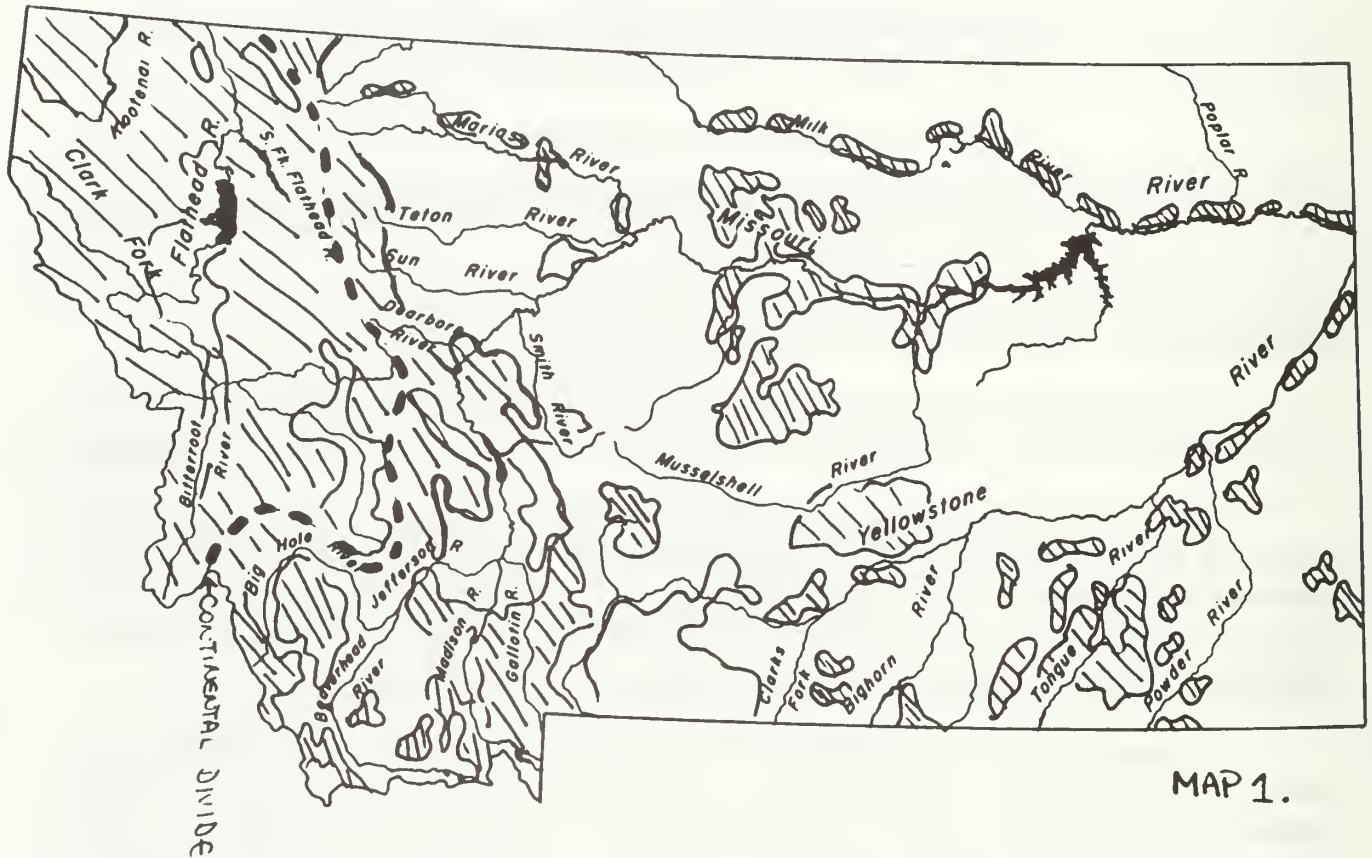 Kootenai R.
Clark
Fork
Flathead R.
S. Fk. Flathead R.
Marias River
Milk River
Poplar R.
River
Teton River
Missouri
Sun River
Dearborn River
Smith River
Bitterroot River
Musselshell River
Yellowstone River
Big Hole
Jefferson R.
Beaverhead River
Madison R.
Gallatin R.
Clarks Fork
Bighorn River
Tongue River
Powder River
CONTINENTAL DIVIDE
MAP 1.